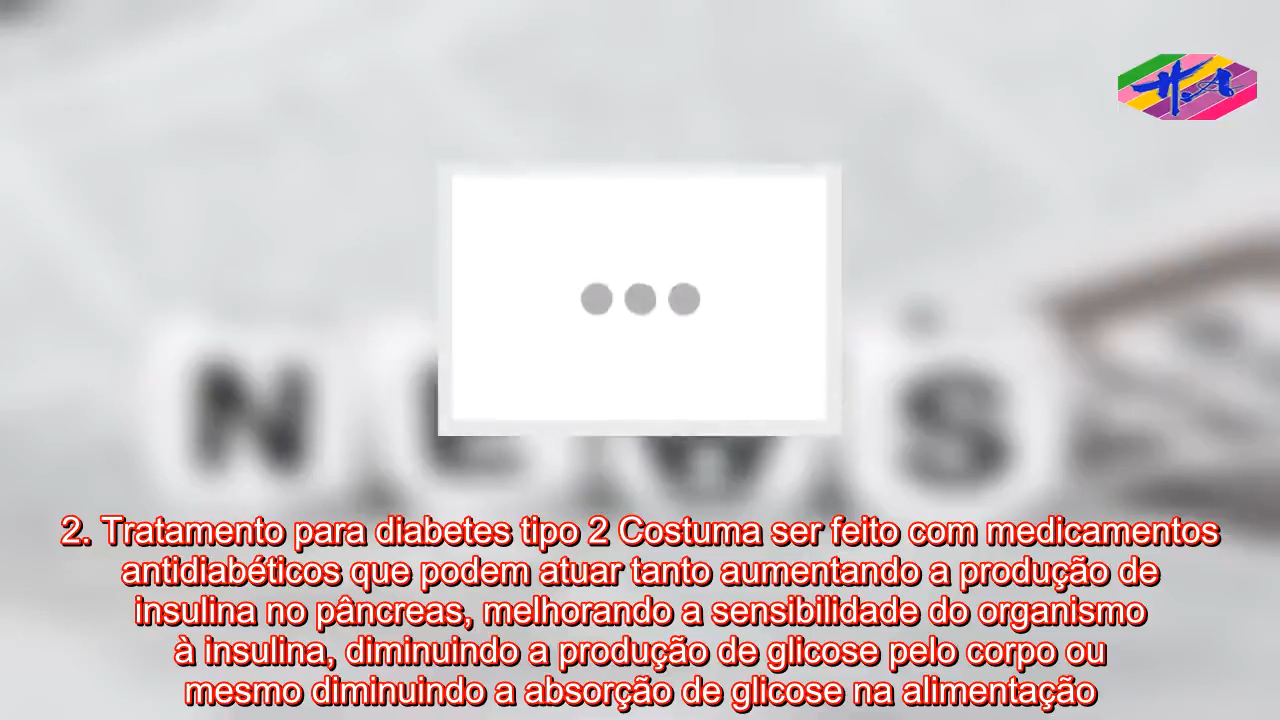 HA
NEWS
2. Tratamento para diabetes tipo 2 Costuma ser feito com medicamentos
antidiabéticos que podem atuar tanto aumentando a produção de
insulina no pâncreas, melhorando a sensibilidade do organismo
à insulina, diminuindo a produção de glicose pelo corpo ou
mesmo diminuindo a absorção de glicose na alimentação